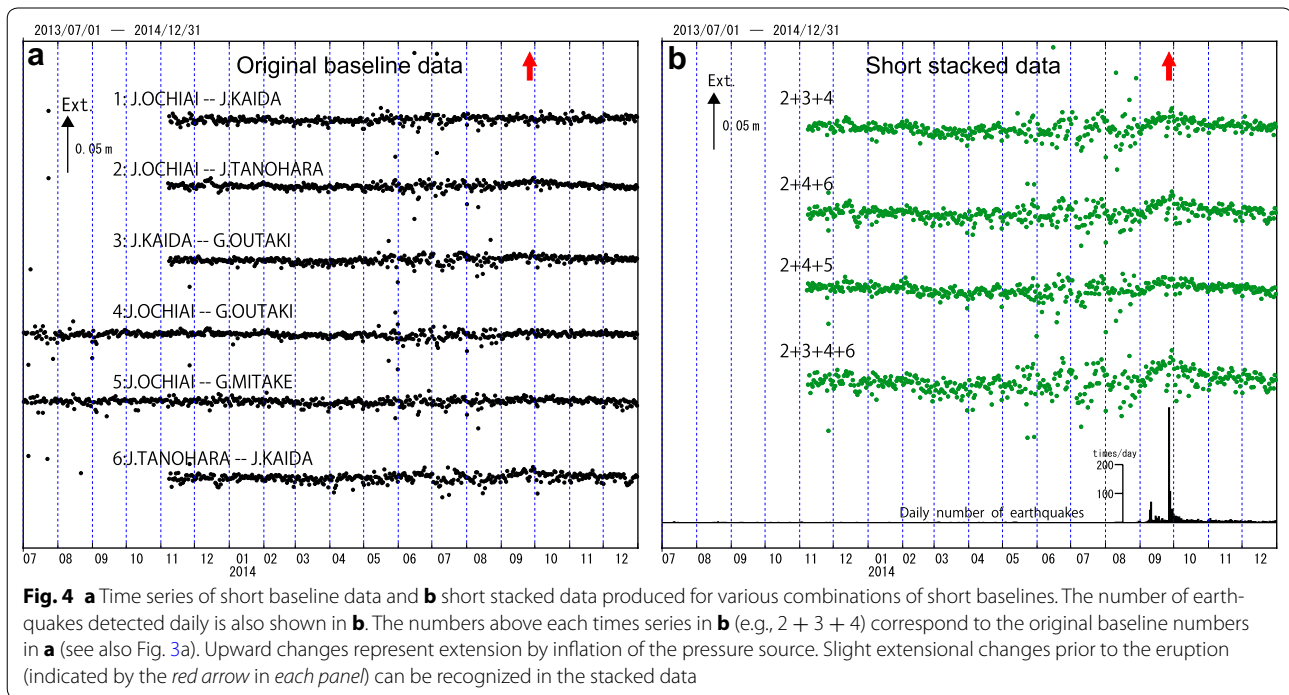 2013/07/01 — 2014/12/31
a
Original baseline data
Ext.
0.05 m
1: J.OCHIAI -- J.KAIDA
2: J.OCHIAI -- J.TANOHARA
3: J.KAIDA -- G.OUTAKI
4: J.OCHIAI -- G.OUTAKI
5: J.OCHIAI -- G.MITAKE
6: J.TANOHARA -- J.KAIDA
07 08 09 10 11 12 01 02 03 04 05 06 07 08 09 10 11 12
2014
2013/07/01 — 2014/12/31
b
Short stacked data
Ext.
0.05 m
2+3+4
2+4+6
2+4+5
2+3+4+6
times/day
200
100
Daily number of earthquakes
07 08 09 10 11 12 01 02 03 04 05 06 07 08 09 10 11 12
2014
Fig. 4 a Time series of short baseline data and b short stacked data produced for various combinations of short baselines. The number of earth-
quakes detected daily is also shown in b. The numbers above each times series in b (e.g., 2 + 3 + 4) correspond to the original baseline numbers
in a (see also Fig. 3a). Upward changes represent extension by inflation of the pressure source. Slight extensional changes prior to the eruption
(indicated by the red arrow in each panel) can be recognized in the stacked data